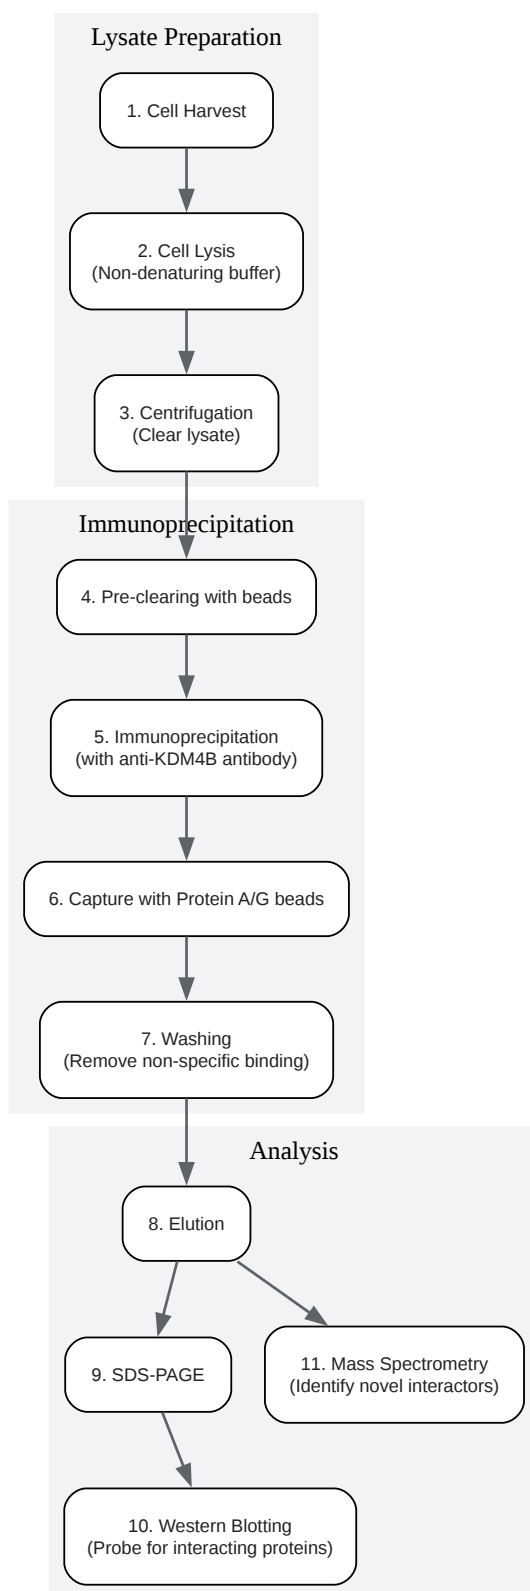 Lysate Preparation
1. Cell Harvest
2. Cell Lysis
(Non-denaturing buffer)
3. Centrifugation
(Clear lysate)
Immunoprecipitation
4. Pre-clearing with beads
5. Immunoprecipitation
(with anti-KDM4B antibody)
6. Capture with Protein A/G beads
7. Washing
(Remove non-specific binding)
Analysis
8. Elution
9. SDS-PAGE
11. Mass Spectrometry
(Identify novel interactors)
10. Western Blotting
(Probe for interacting proteins)